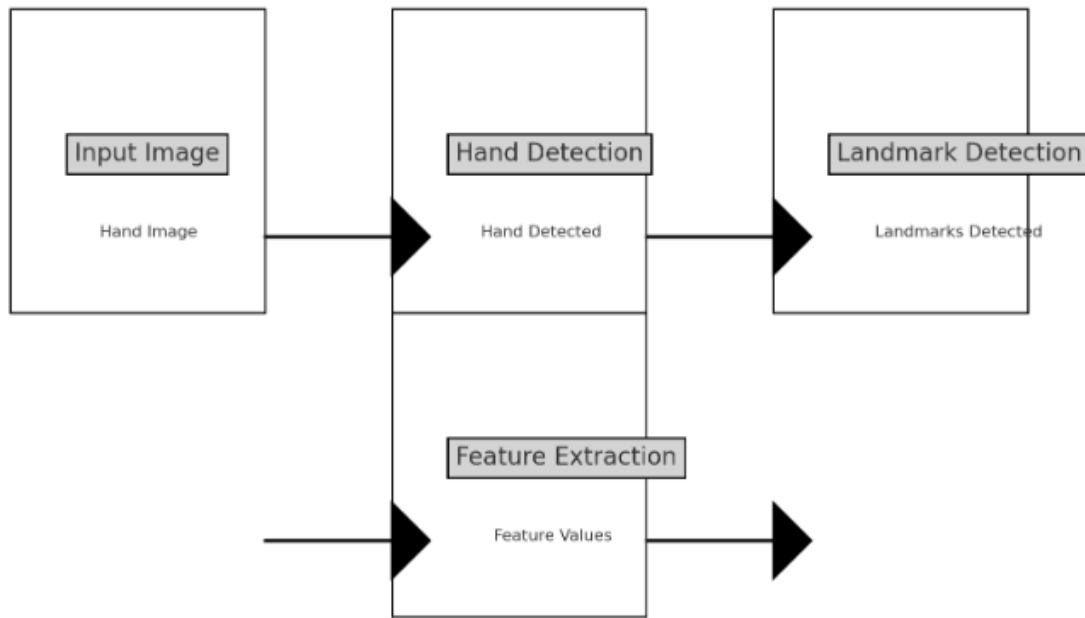 Input Image
Hand Image
Hand Detection
Hand Detected
Landmark Detection
Landmarks Detected
Feature Extraction
Feature Values